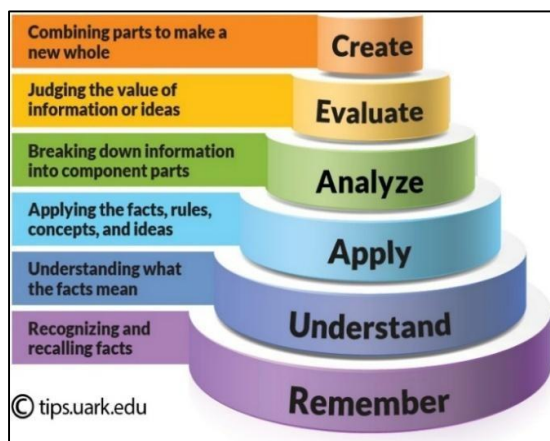 Combining parts to make
a new whole
Create
Judging the value of
information or ideas
Evaluate
Breaking down information
into component parts
Analyze
Applying the facts, rules,
concepts, and ideas
Apply
Understanding what
the facts mean
Understand
Recognizing and
recalling facts
Remember
© tips.uark.edu